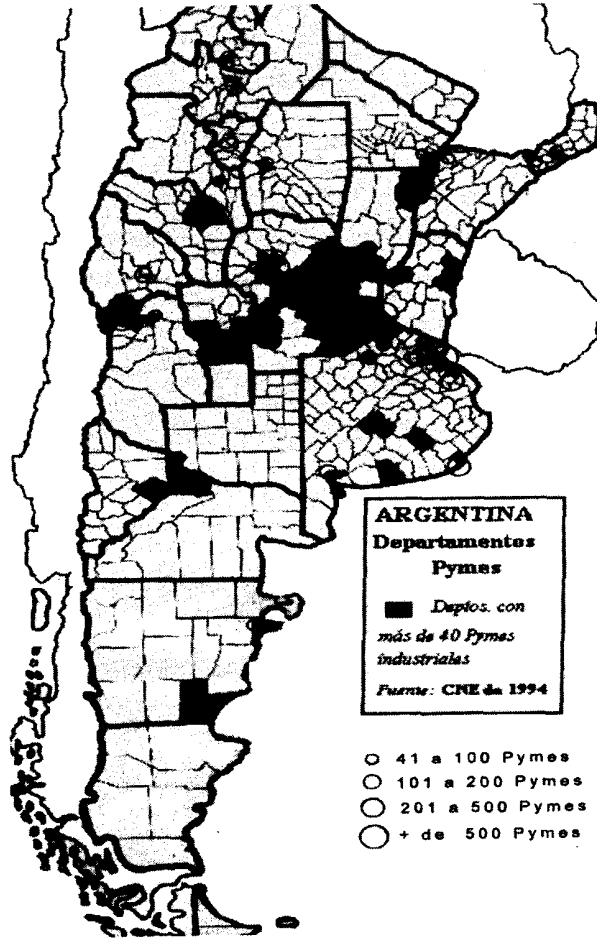 ARGENTINA
Departamentos
Pymes
Deptos. con
más de 40 Pymes
industriales
Fuente: CNE de 1994
41 a 100 Pymes
101 a 200 Pymes
201 a 500 Pymes
+ de 500 Pymes